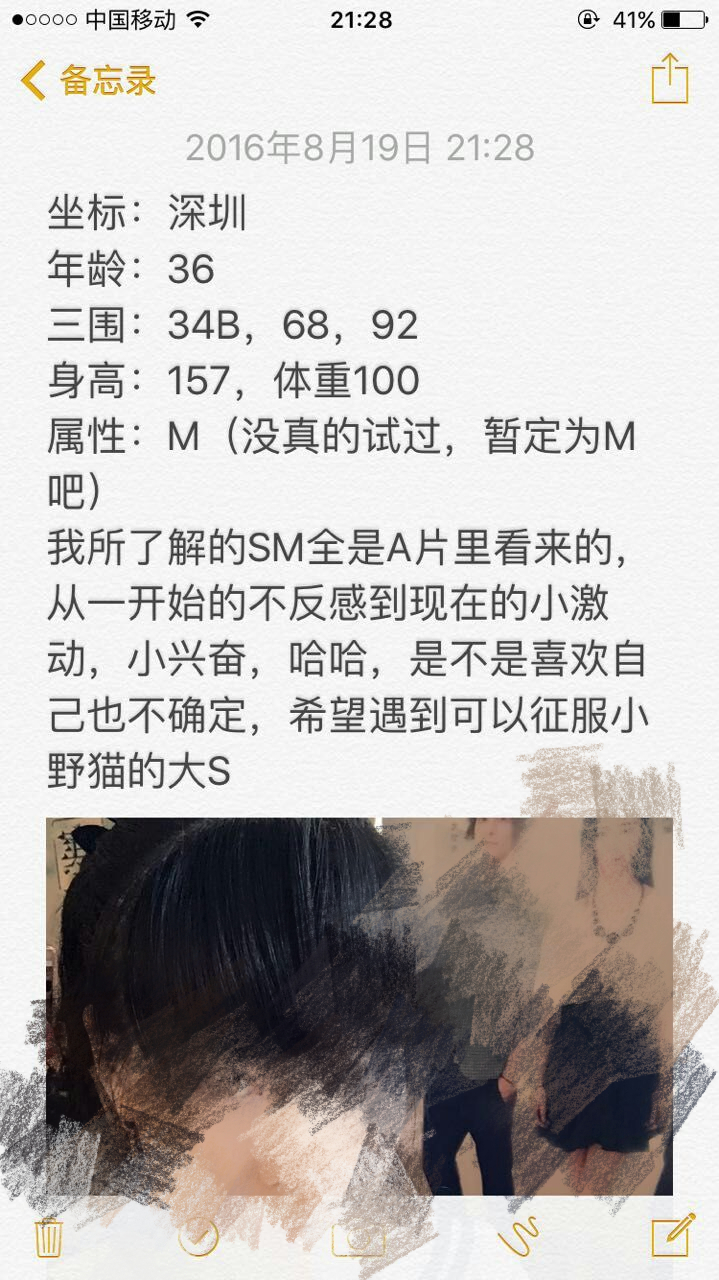 中国移动 21:28 41%
备忘录
2016年8月19日 21:28
坐标：深圳
年龄：36
三围：34B，68，92
身高：157，体重100
属性：M（没真的试过，暂定为M
吧）
我所了解的SM全是A片里看来的，
从一开始的不反感到现在的小激
动，小兴奋，哈哈，是不是喜欢自
己也不确定，希望遇到可以征服小
野猫的大S